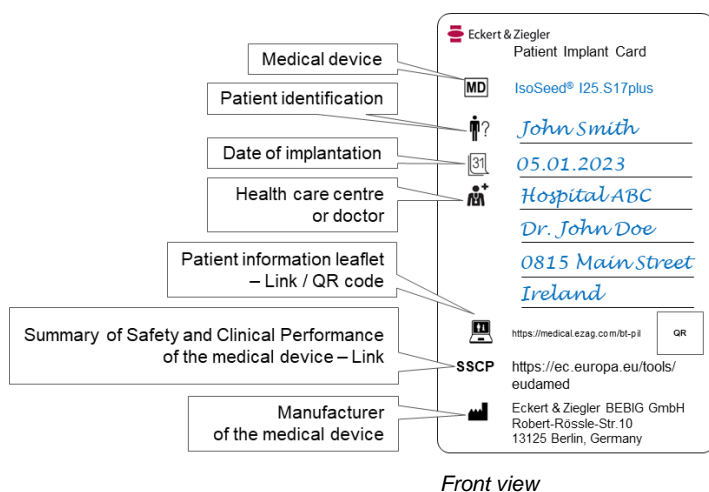 Eckert & Ziegler
Patient Implant Card
Medical device
MD
IsoSeed® I25.S17plus
Patient identification
?
John Smith
Date of implantation
31
05.01.2023
Health care centre
or doctor
Hospital ABC
Dr. John Doe
0815 Main Street
Ireland
Patient information leaflet
– Link / QR code
https://medical.ezag.com/bt-pil
QR
Summary of Safety and Clinical Performance
of the medical device – Link
SSCP
https://ec.europa.eu/tools/
eudamed
Manufacturer
of the medical device
Eckert & Ziegler BEBIG GmbH
Robert-Rössle-Str.10
13125 Berlin, Germany
Front view